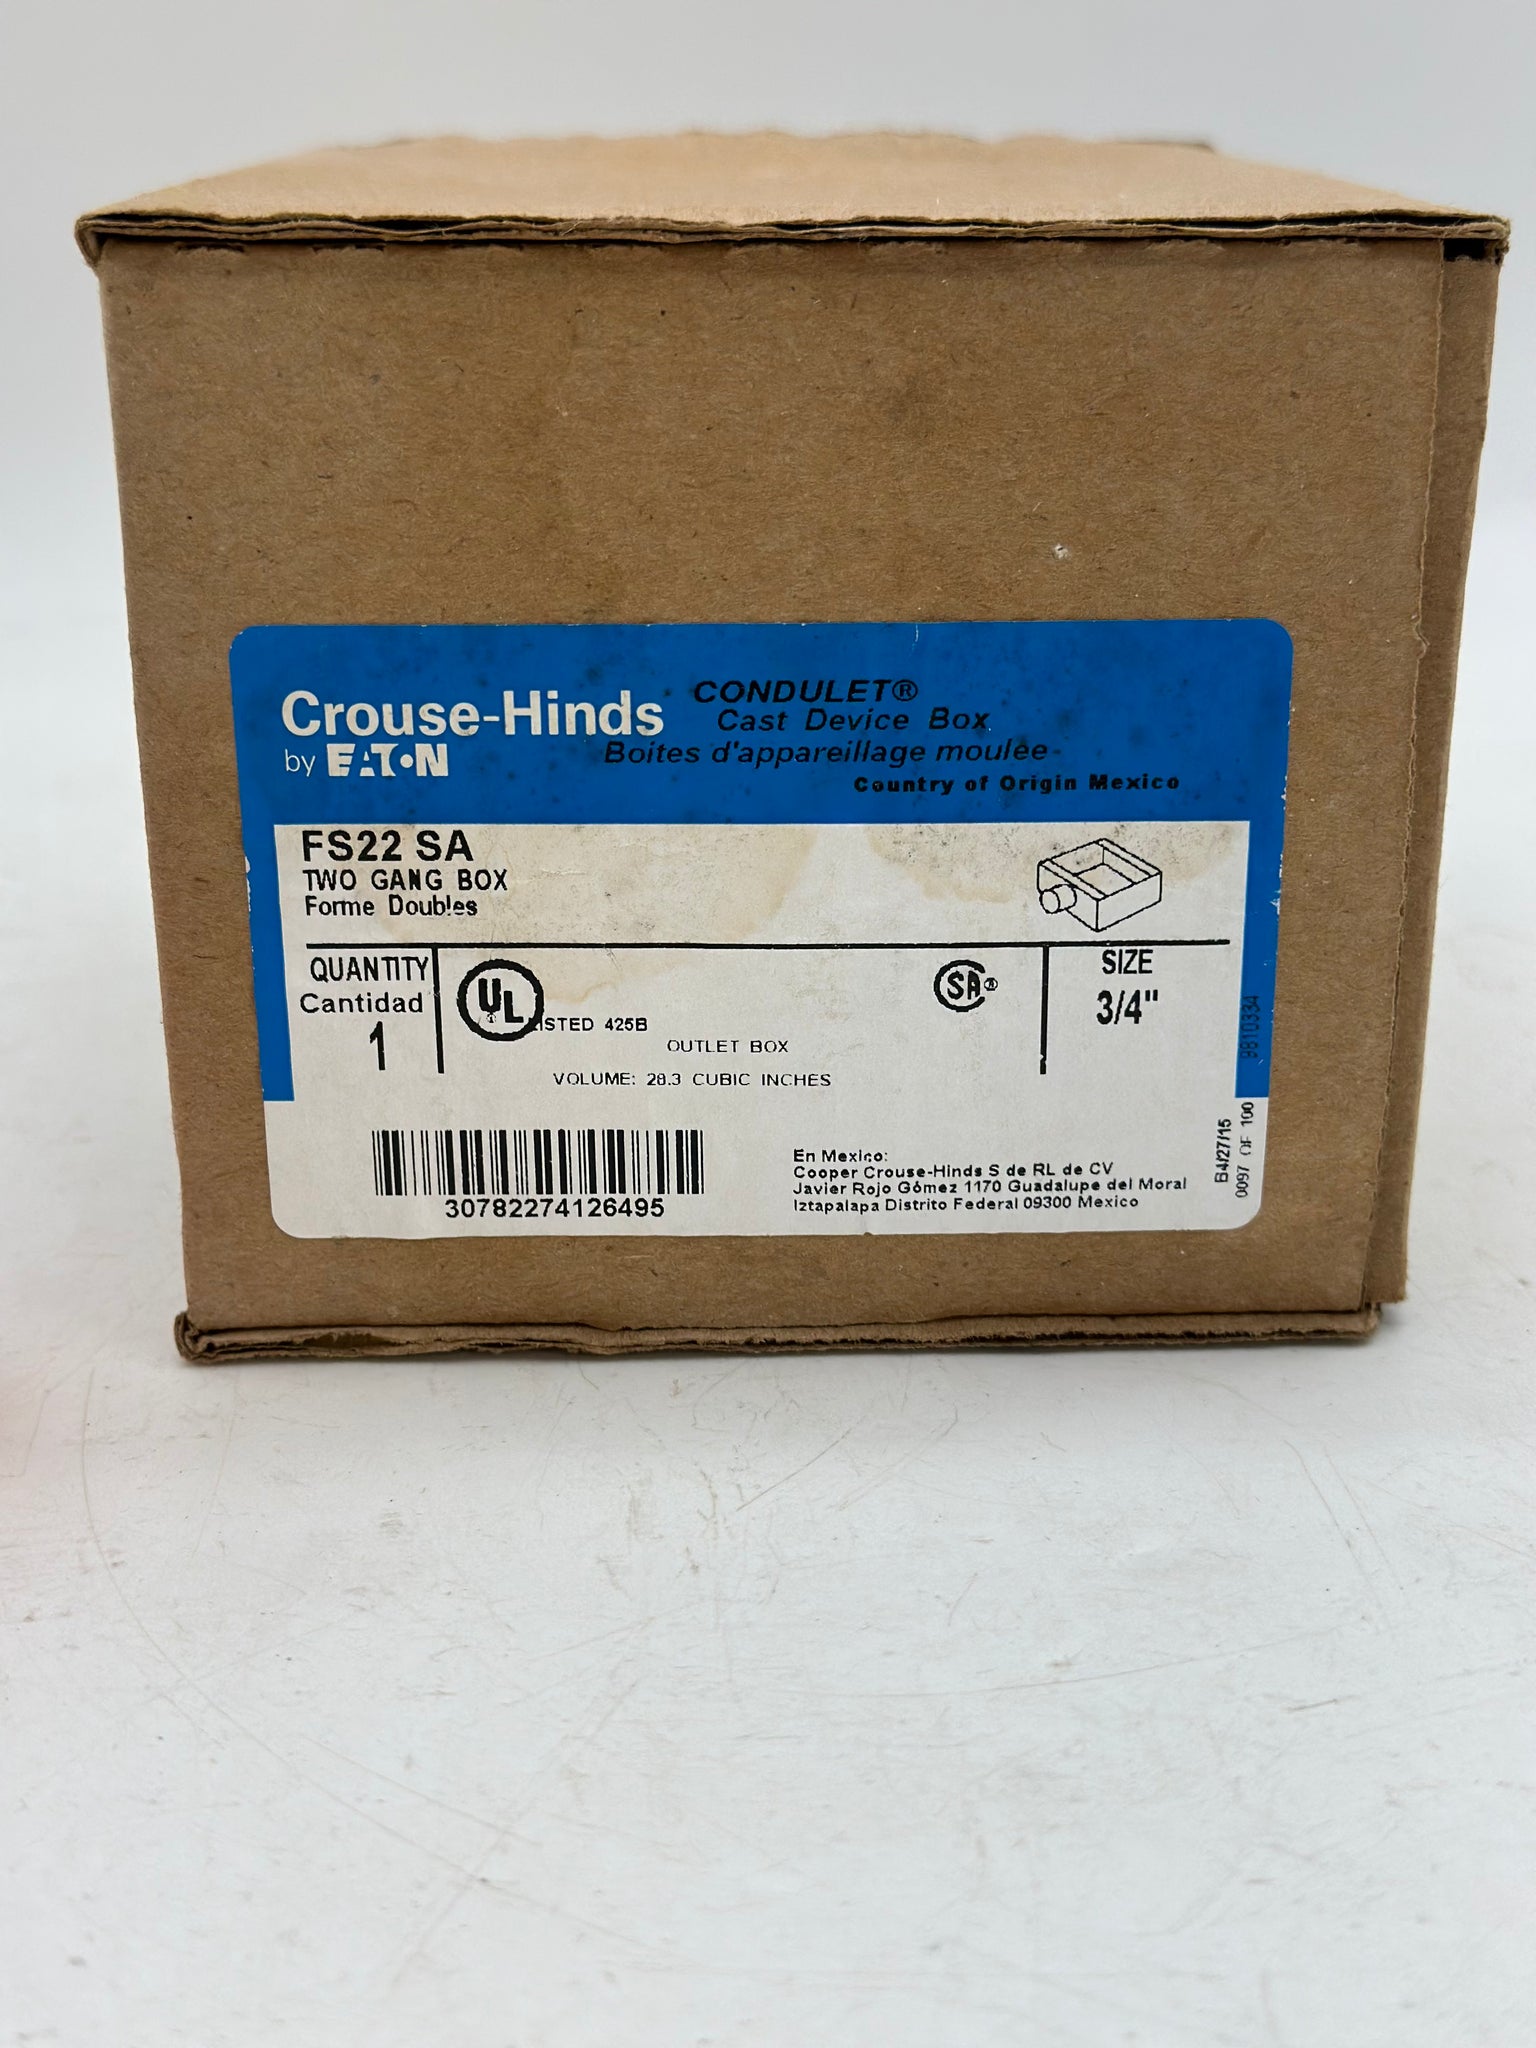 Crouse-Hinds
by EATON
CONDULET®
Cast Device Box
Boites d'appareillage moulée
Country of Origin Mexico
FS22 SA
TWO GANG BOX
Forme Doubles
QUANTITY
Cantidad
1
UL
®
LISTED 425B
OUTLET BOX
VOLUME: 28.3 CUBIC INCHES
SA®
SIZE
3/4"
9810334
30782274126495
En Mexico:
Cooper Crouse-Hinds S de RL de CV
Javier Rojo Gómez 1170 Guadalupe del Moral
Iztapalapa Distrito Federal 09300 Mexico
B4/27/15
0097 OF 100